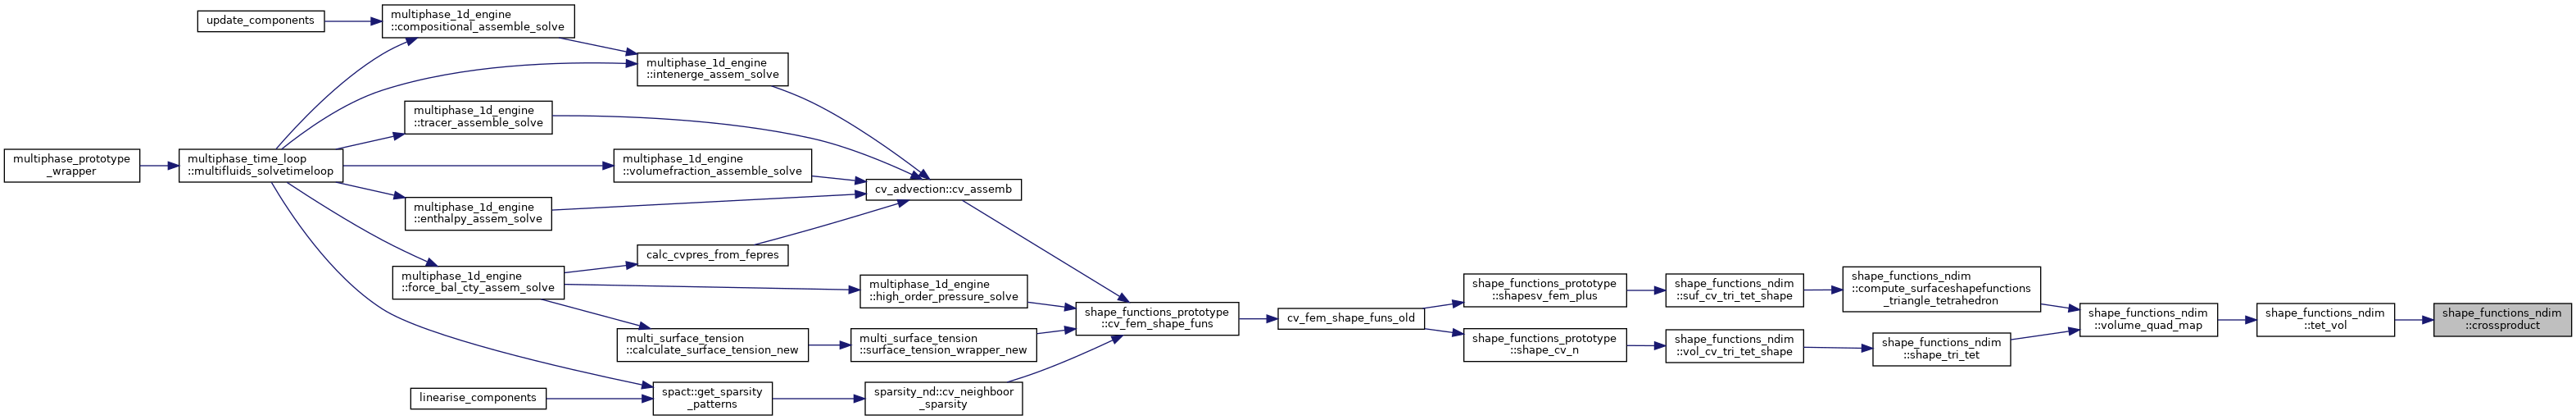 update_components
multiphase_1d_engine
::compositional_assemble_solve
multiphase_1d_engine
::intenerge_assem_solve
multiphase_1d_engine
::tracer_assemble_solve
multiphase_prototype
_wrapper
multiphase_time_loop
::multifluids_solvetimeloop
multiphase_1d_engine
::volumefraction_assemble_solve
cv_advection::cv_assemb
multiphase_1d_engine
::enthalpy_assem_solve
calc_cvpres_from_fepres
multiphase_1d_engine
::force_bal_cty_assem_solve
multiphase_1d_engine
::high_order_pressure_solve
shape_functions_prototype
::cv_fem_shape_funs
cv_fem_shape_funs_old
shape_functions_prototype
::shapesv_fem_plus
shape_functions_ndim
::suf_cv_tri_tet_shape
shape_functions_ndim
::compute_surfaceshapefunctions
_triangle_tetrahedron
shape_functions_ndim
::volume_quad_map
shape_functions_ndim
::tet_vol
shape_functions_ndim
::crossproduct
multi_surface_tension
::calculate_surface_tension_new
multi_surface_tension
::surface_tension_wrapper_new
shape_functions_prototype
::shape_cv_n
shape_functions_ndim
::vol_cv_tri_tet_shape
shape_functions_ndim
::shape_tri_tet
linearise_components
spact::get_sparsity
_patterns
sparsity_nd::cv_neighboor
_sparsity